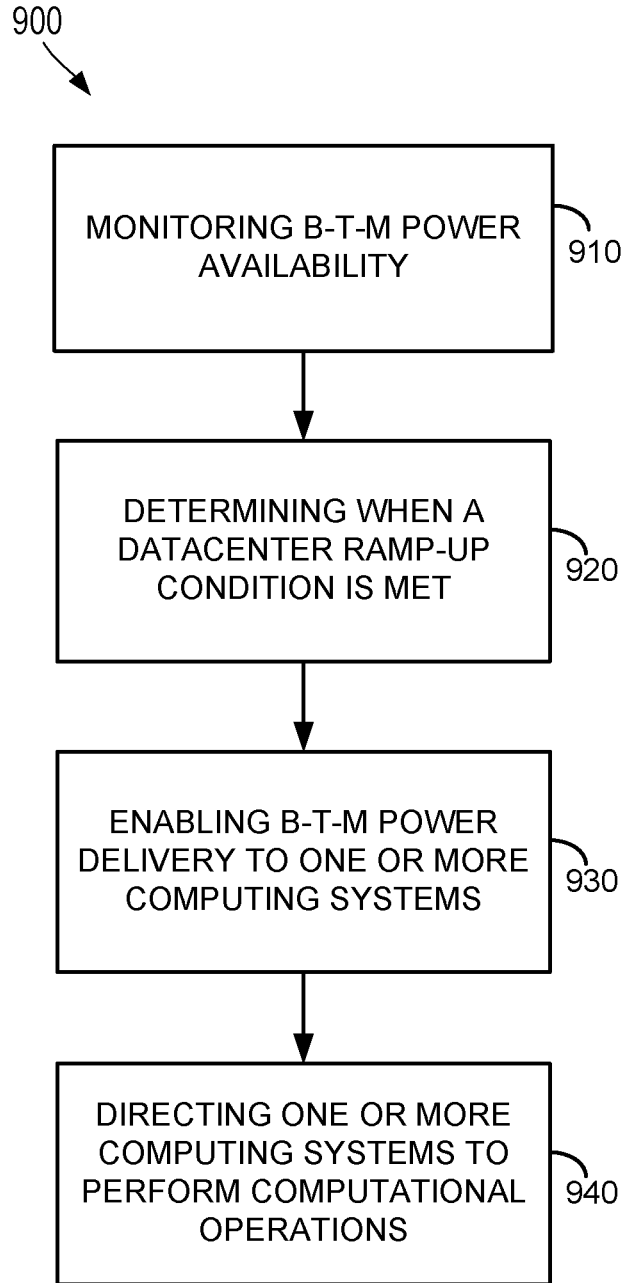 900
MONITORING B-T-M POWER
AVAILABILITY
910
DETERMINING WHEN A
DATACENTER RAMP-UP
CONDITION IS MET
920
ENABLING B-T-M POWER
DELIVERY TO ONE OR MORE
COMPUTING SYSTEMS
930
DIRECTING ONE OR MORE
COMPUTING SYSTEMS TO
PERFORM COMPUTATIONAL
OPERATIONS
940